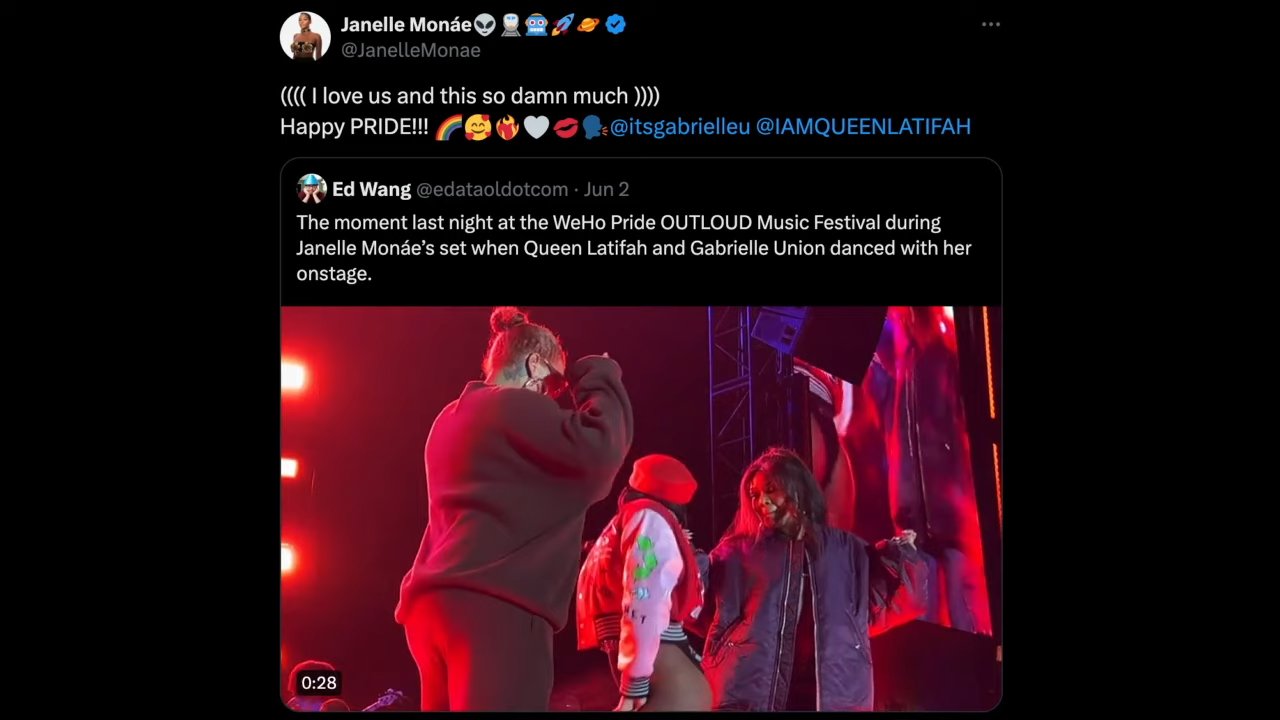 Janelle Monáe👽🚆🤖🚀🪐
@JanelleMonae
(((( I love us and this so damn much ))))
Happy PRIDE!!! 🌈🥰❤️‍🔥🤍💋🗣️@itsgabrielleu @IAMQUEENLATIFAH
Ed Wang @edataoldotcom · Jun 2
The moment last night at the WeHo Pride OUTLOUD Music Festival during
Janelle Monáe’s set when Queen Latifah and Gabrielle Union danced with her
onstage.
0:28